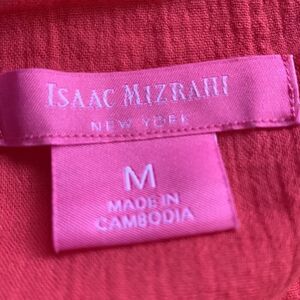 ISAAC MIZRAHI
NEW YORK
M
MADE IN
CAMBODIA